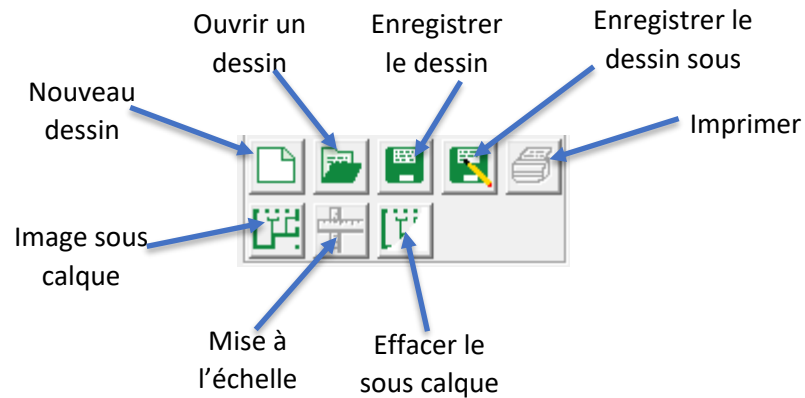 Ouvrir un
dessin
Enregistrer
le dessin
Enregistrer le
dessin sous
Nouveau
dessin
Imprimer
Image sous
calque
Mise à
l’échelle
Effacer le
sous calque